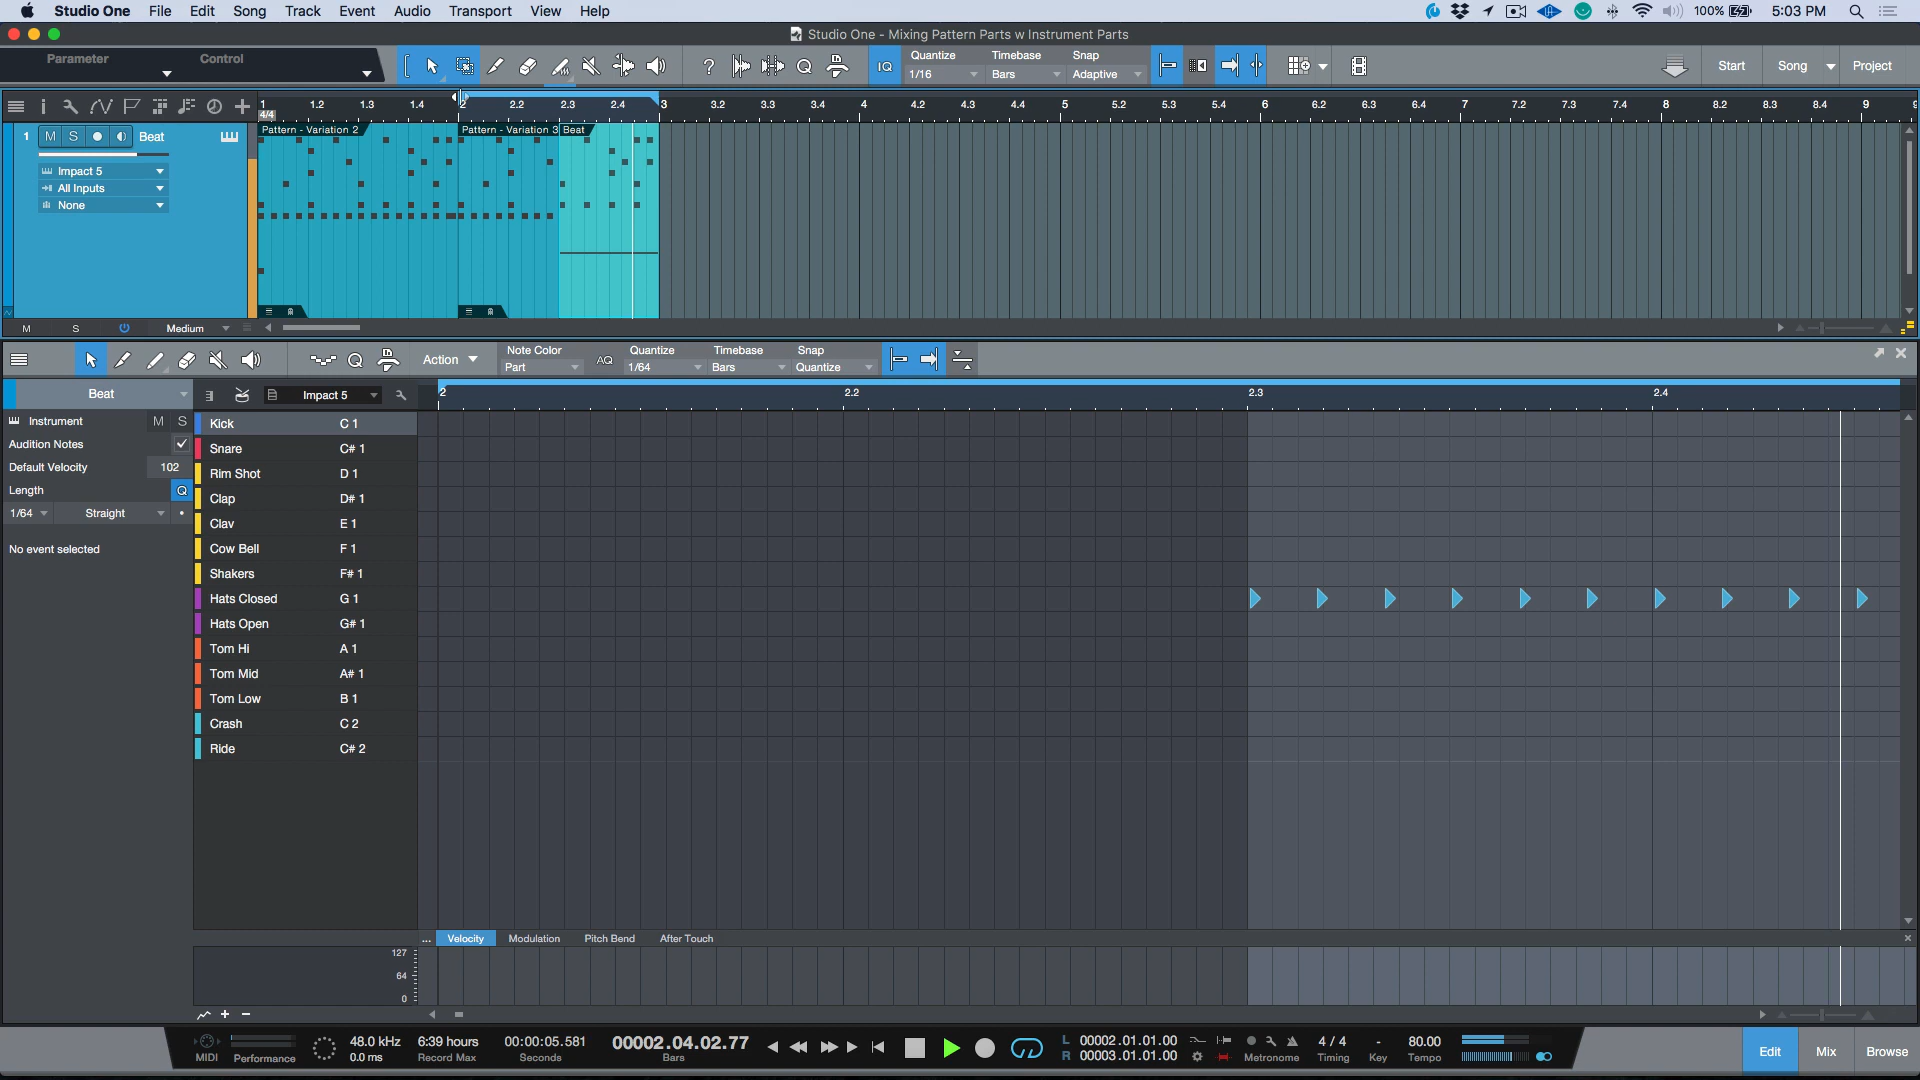 Studio One File Edit Song Track Event Audio Transport View Help 100% 5:03 PM
Studio One - Mixing Pattern Parts w Instrument Parts
Parameter Control
IQ Quantize Timebase Snap
1/16 Bars Adaptive
Start Song Project
1 1.2 1.3 1.4 2 2.2 2.3 2.4 3 3.2 3.3 3.4 4 4.2 4.3 4.4 5 5.2 5.3 5.4 6 6.2 6.3 6.4 7 7.2 7.3 7.4 8 8.2 8.3 8.4 9
4/4
1 M S Beat
Pattern - Variation 2 Pattern - Variation 3 Beat
Impact 5
All Inputs
None
M S Medium
Action Note Color AQ Quantize Timebase Snap
Part 1/64 Bars Quantize
Beat Impact 5
2 2.2 2.3 2.4
Instrument M S
Audition Notes
Default Velocity 102
Length Q
1/64 Straight
No event selected
Kick C 1
Snare C# 1
Rim Shot D 1
Clap D# 1
Clav E 1
Cow Bell F 1
Shakers F# 1
Hats Closed G 1
Hats Open G# 1
Tom Hi A 1
Tom Mid A# 1
Tom Low B 1
Crash C 2
Ride C# 2
... Velocity Modulation Pitch Bend After Touch
127
64
0
MIDI Performance
48.0 kHz
0.0 ms
6:39 hours
Record Max
00:00:05.581
Seconds
00002.04.02.77
Bars
L 00002.01.01.00
R 00003.01.01.00
Metronome
4 / 4
Timing
-
Key
80.00
Tempo
Edit Mix Browse